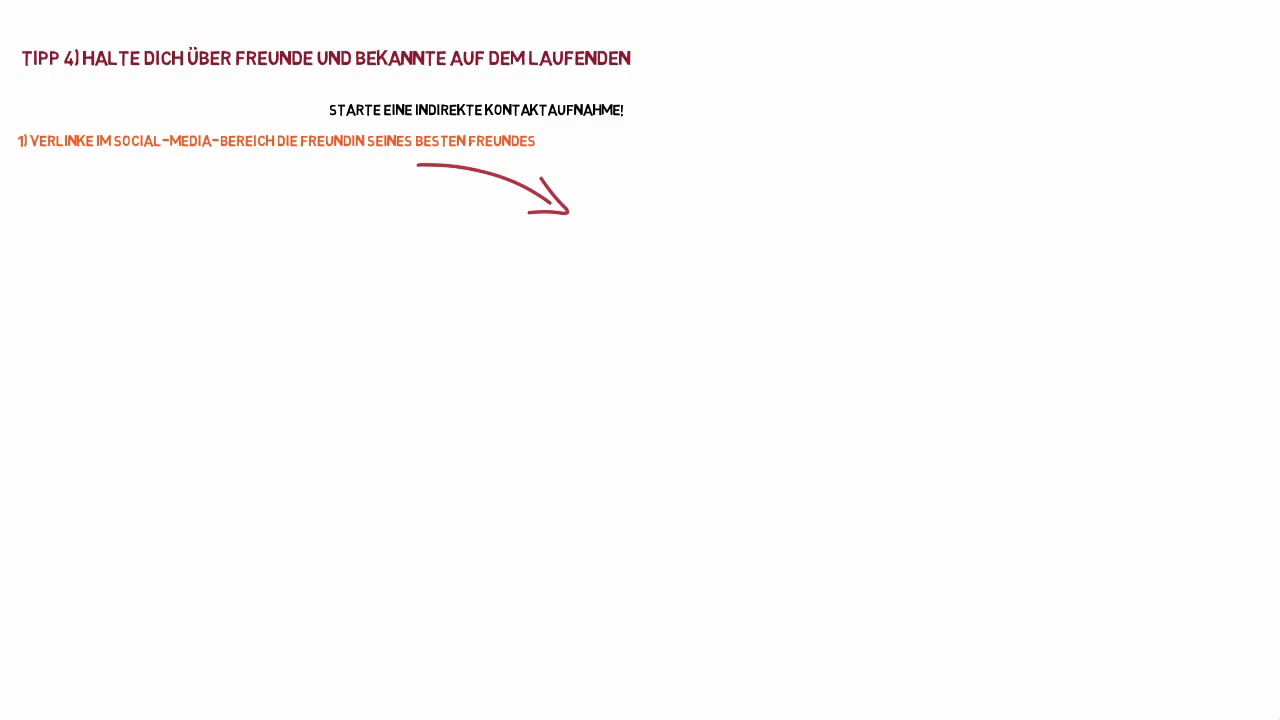 TIPP 4) HALTE DICH ÜBER FREUNDE UND BEKANNTE AUF DEM LAUFENDEN
STARTE EINE INDIREKTE KONTAKTAUFNAHME!
1) VERLINKE IM SOCIAL-MEDIA-BEREICH DIE FREUNDIN SEINES BESTEN FREUNDES